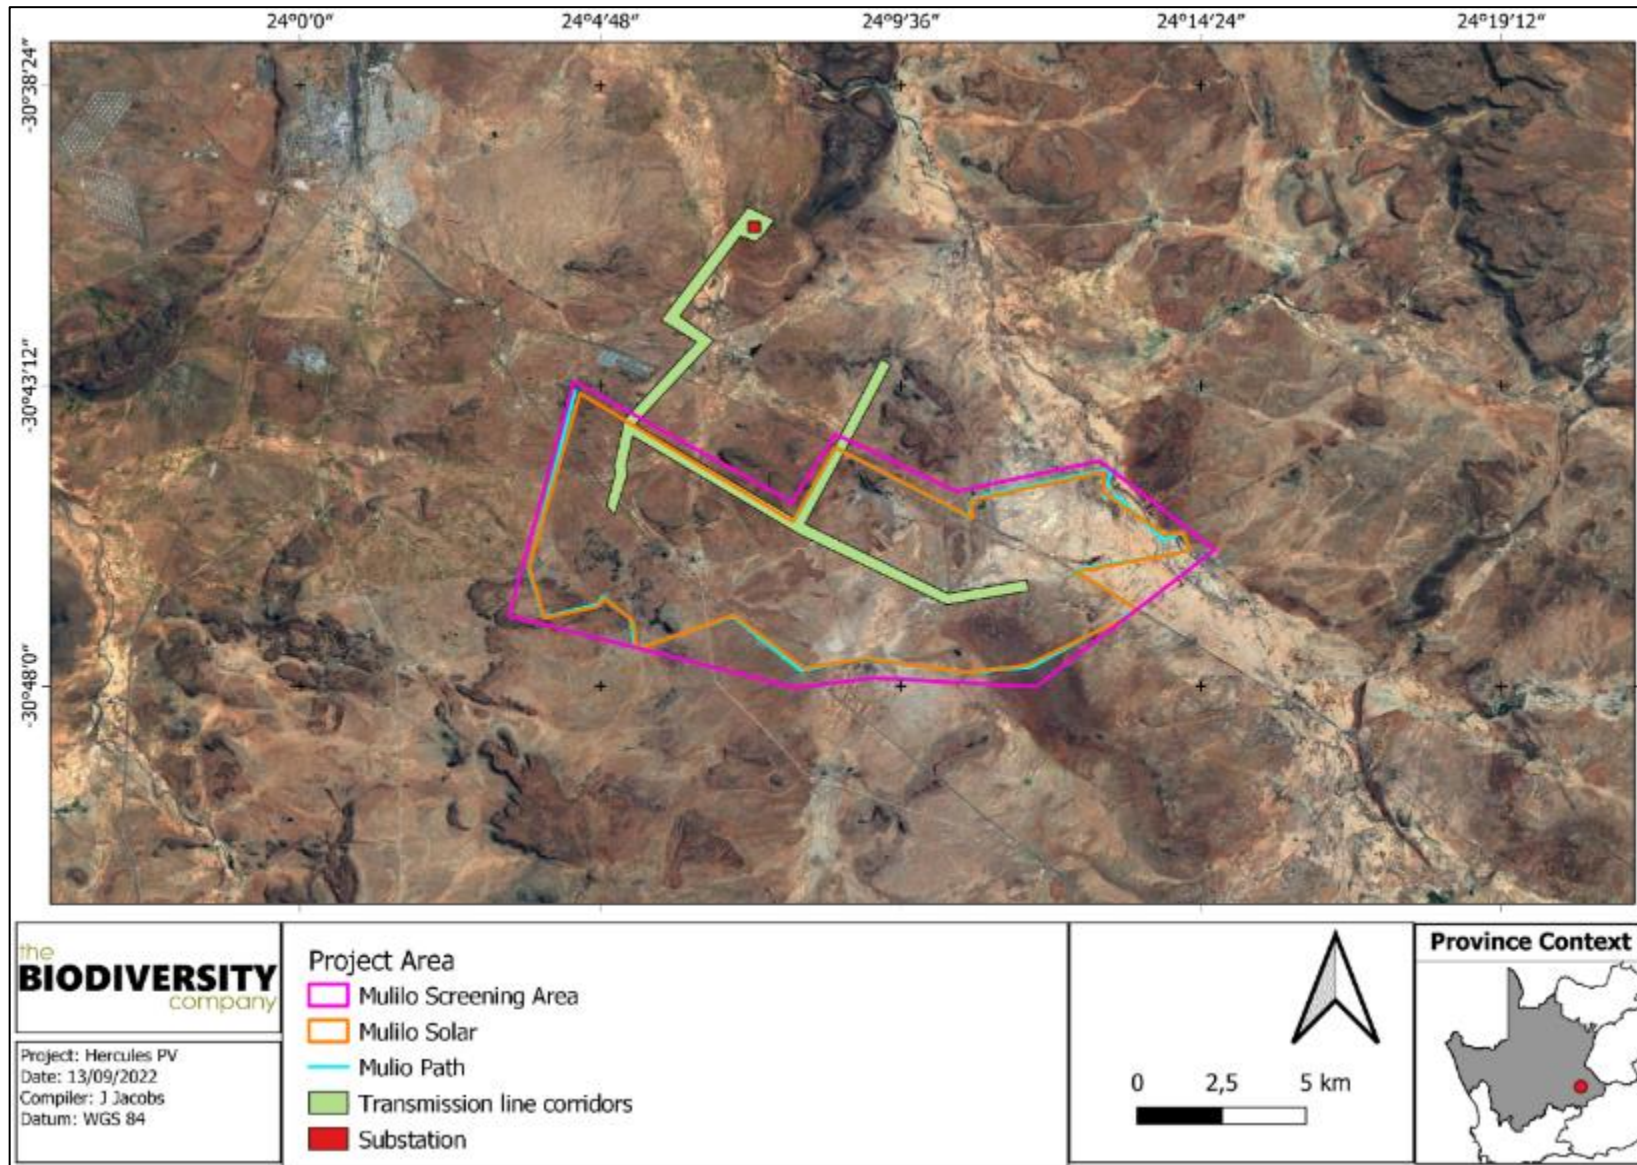 24°0′0″ 24°4′48″ 24°9′36″ 24°14′24″ 24°19′12″
-30°38′24″
-30°43′12″
-30°48′0″
the
BIODIVERSITY
company
Project: Hercules PV
Date: 13/09/2022
Compiler: J Jacobs
Datum: WGS 84
Project Area
Mulilo Screening Area
Mulilo Solar
Mulio Path
Transmission line corridors
Substation
0 2,5 5 km
Province Context